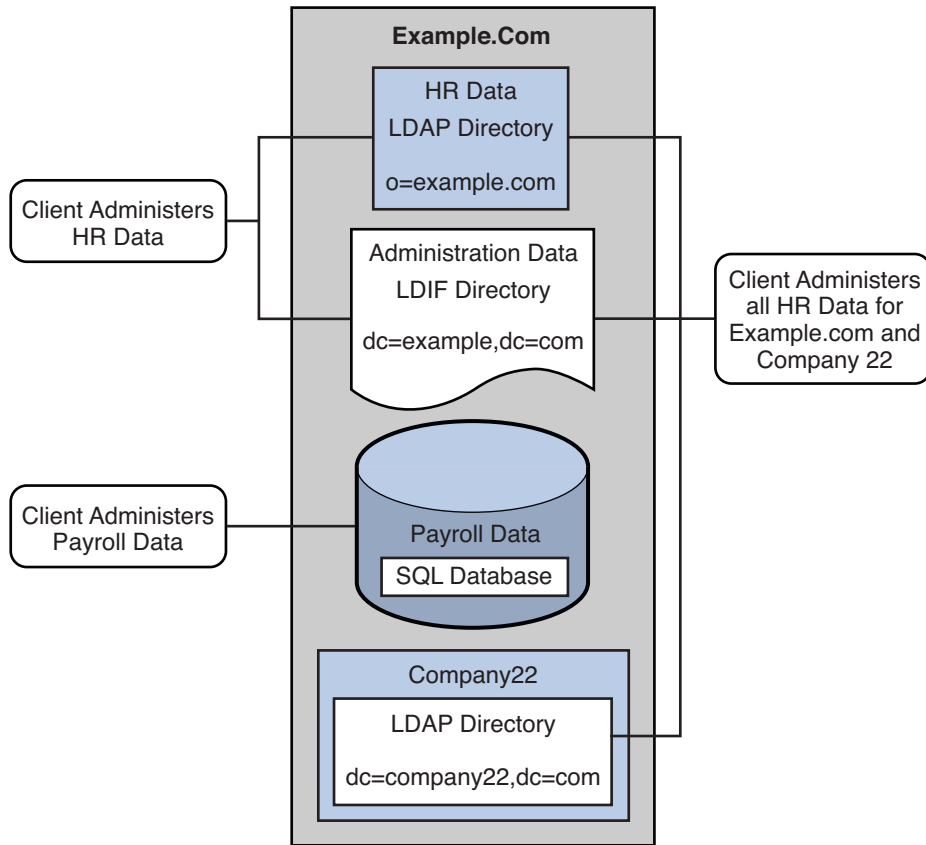 Example.Com
HR Data
LDAP Directory
o=example.com
Client Administers
HR Data
Administration Data
LDIF Directory
dc=example,dc=com
Client Administers
all HR Data for
Example.com and
Company 22
Client Administers
Payroll Data
Payroll Data
SQL Database
Company22
LDAP Directory
dc=company22,dc=com